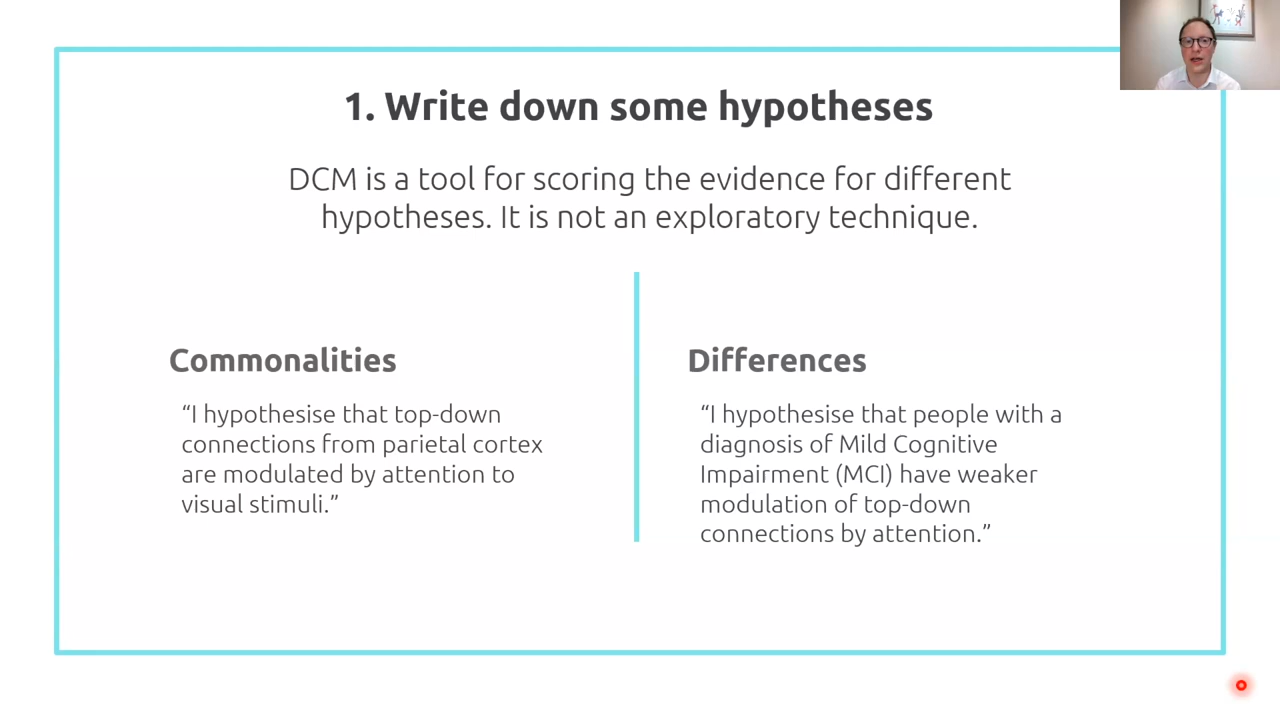 1. Write down some hypotheses
DCM is a tool for scoring the evidence for different
hypotheses. It is not an exploratory technique.
Commonalities
“I hypothesise that top-down
connections from parietal cortex
are modulated by attention to
visual stimuli.”
Differences
“I hypothesise that people with a
diagnosis of Mild Cognitive
Impairment (MCI) have weaker
modulation of top-down
connections by attention.”